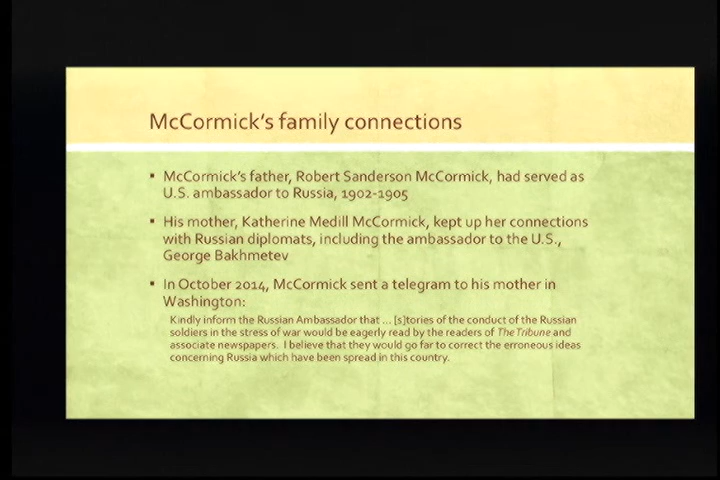 McCormick's family connections
▪ McCormick's father, Robert Sanderson McCormick, had served as
U.S. ambassador to Russia, 1902-1905
▪ His mother, Katherine Medill McCormick, kept up her connections
with Russian diplomats, including the ambassador to the U.S.,
George Bakhmetev
▪ In October 2014, McCormick sent a telegram to his mother in
Washington:
Kindly inform the Russian Ambassador that ... [s]tories of the conduct of the Russian
soldiers in the stress of war would be eagerly read by the readers of The Tribune and
associate newspapers. I believe that they would go far to correct the erroneous ideas
concerning Russia which have been spread in this country.